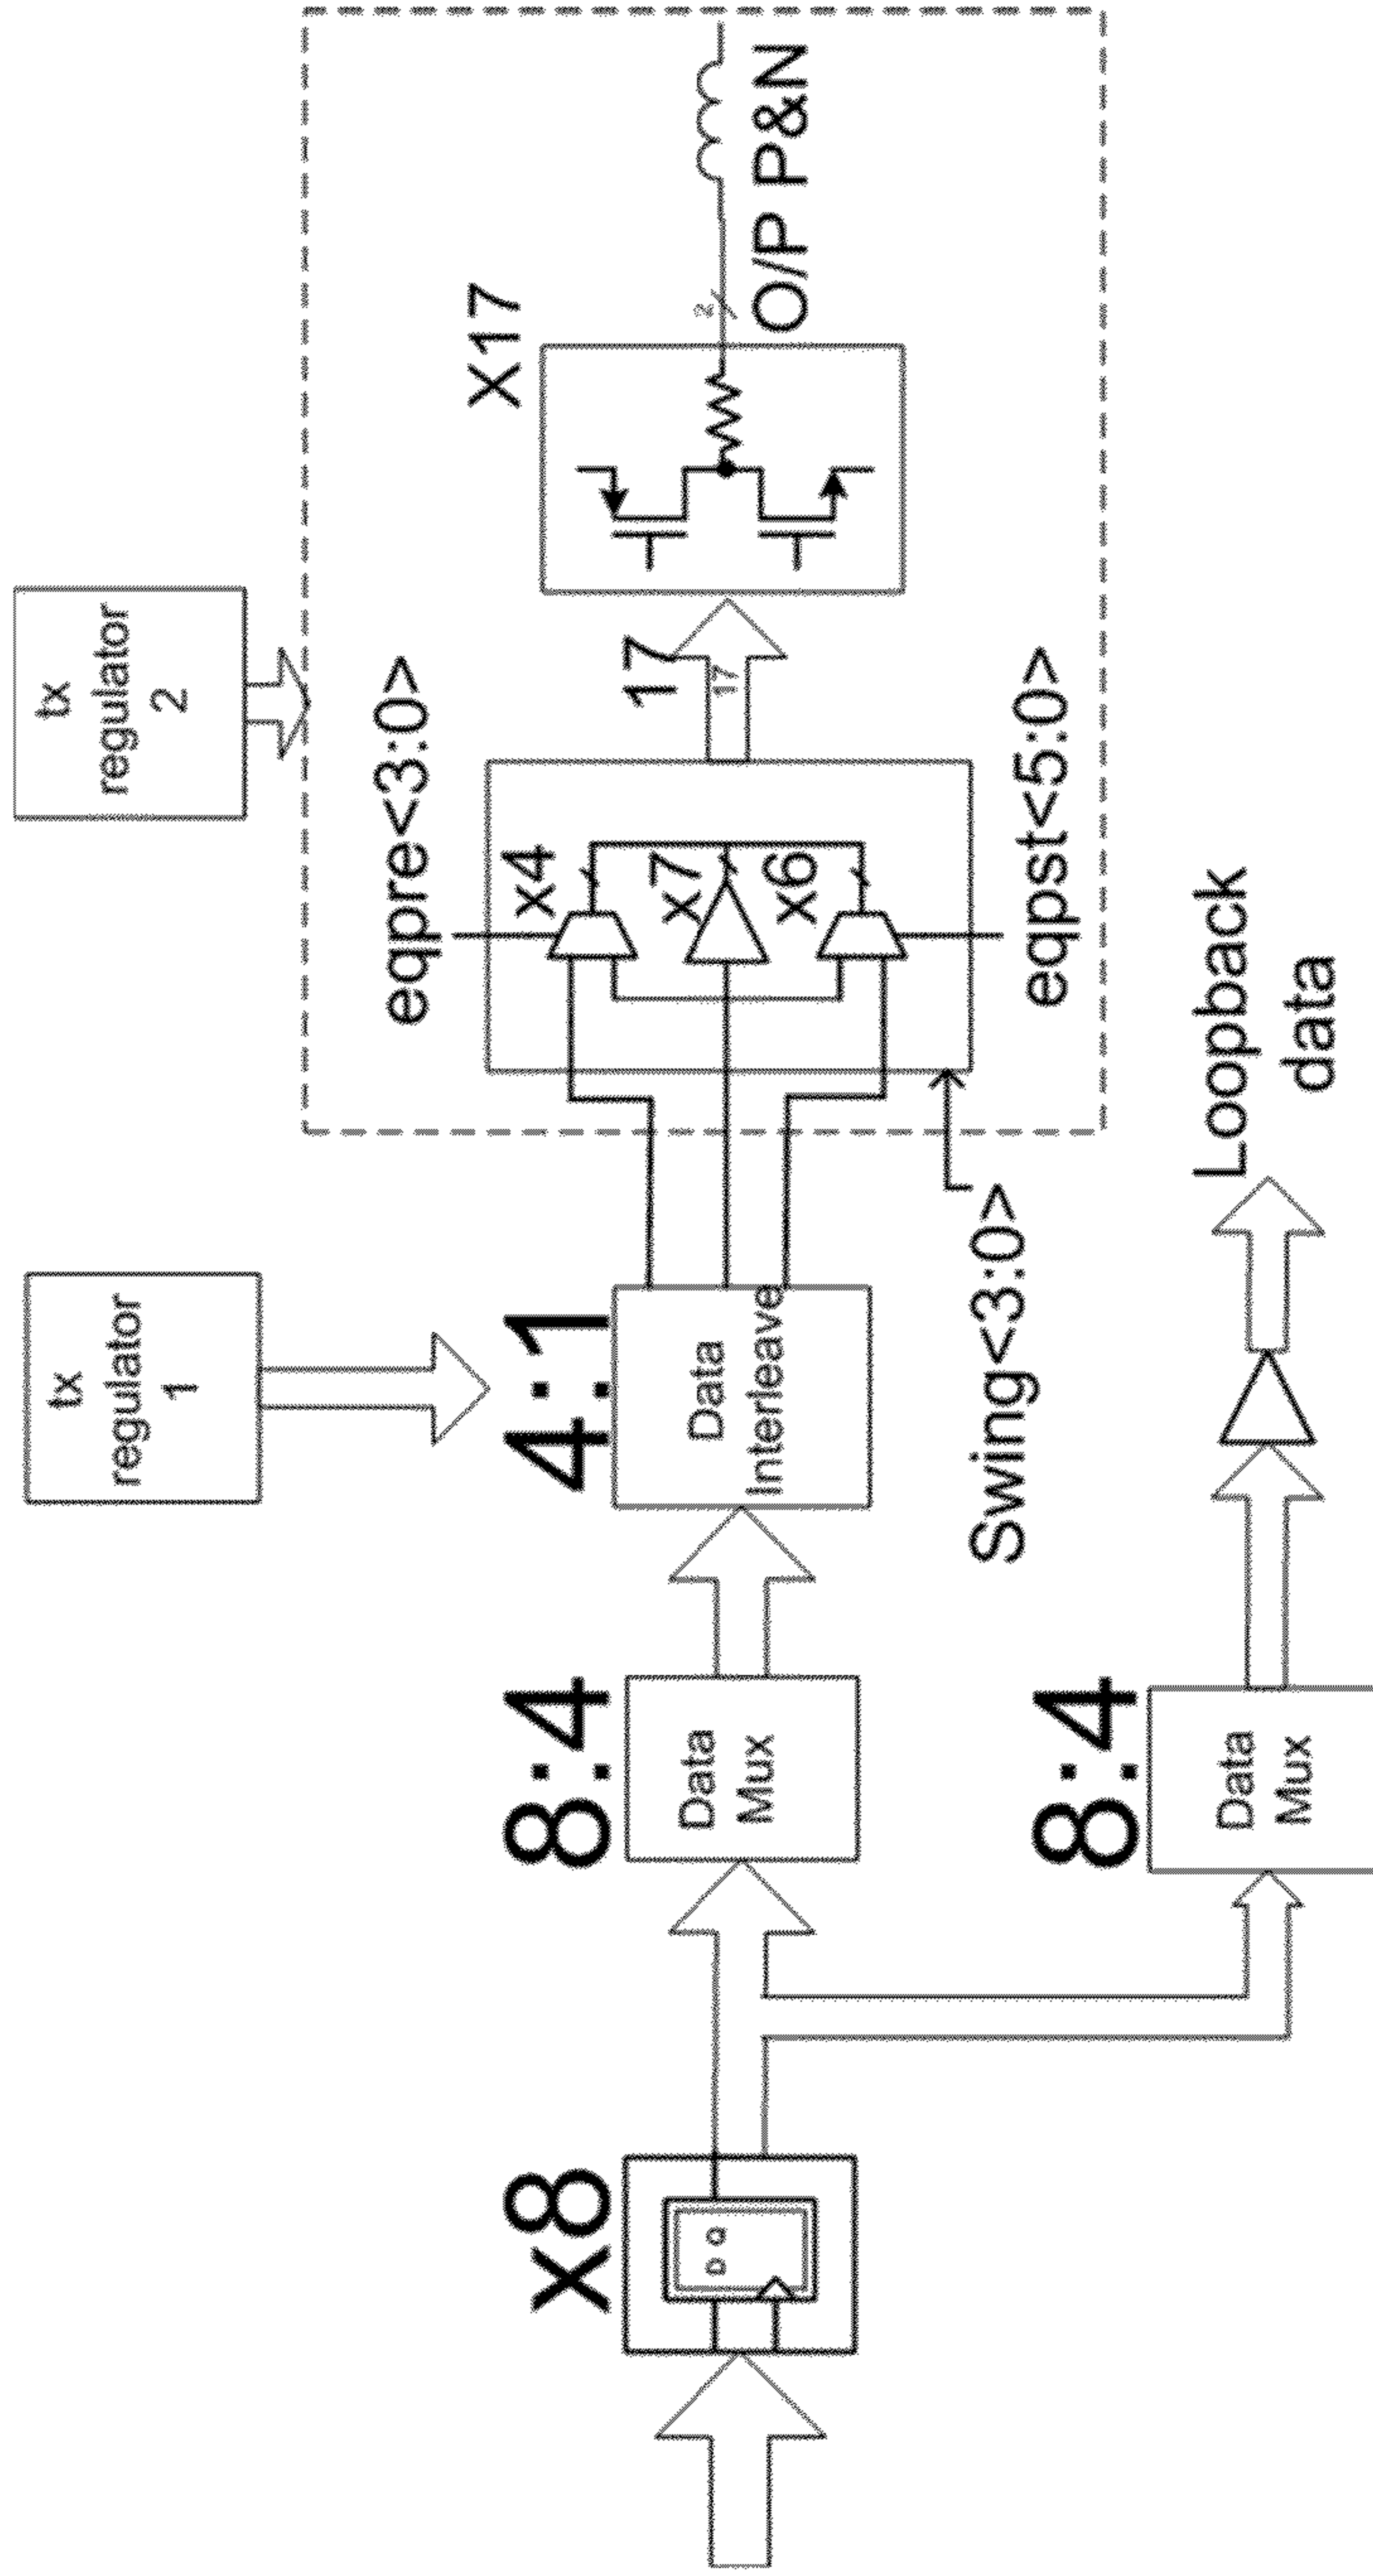 tx
regulator
1
tx
regulator
2
x8
D Q
8:4
Data
Mux
4:1
Data
Interleave
eqpre<3:0>
x4
x7
x6
eqpst<5:0>
Swing<3:0>
17
17
X17
2
O/P P&N
8:4
Data
Mux
Loopback
data